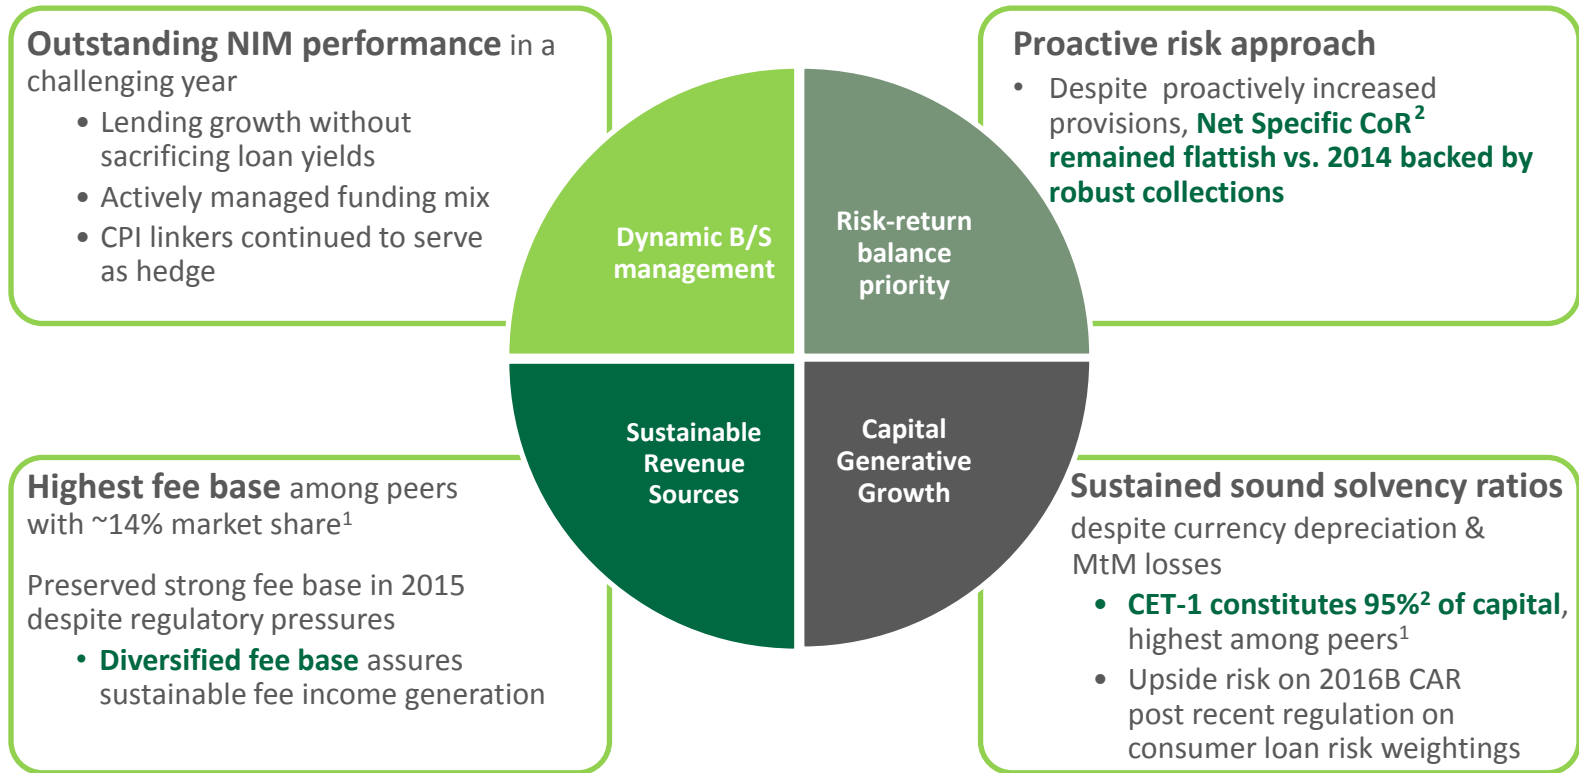 Outstanding NIM performance in a
challenging year
• Lending growth without
sacrificing loan yields
• Actively managed funding mix
• CPI linkers continued to serve
as hedge
Proactive risk approach
• Despite proactively increased
provisions, Net Specific CoR²
remained flattish vs. 2014 backed by
robust collections
Dynamic B/S
management
Risk-return
balance
priority
Sustainable
Revenue
Sources
Capital
Generative
Growth
Highest fee base among peers
with ~14% market share¹
Preserved strong fee base in 2015
despite regulatory pressures
• Diversified fee base assures
sustainable fee income generation
Sustained sound solvency ratios
despite currency depreciation &
MtM losses
• CET-1 constitutes 95%² of capital,
highest among peers¹
• Upside risk on 2016B CAR
post recent regulation on
consumer loan risk weightings